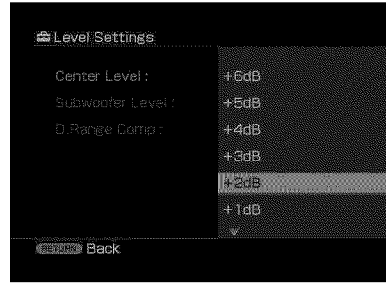 Level Settings
Center Level :
Subwoofer Level :
D.Range Comp :
+6dB
+5dB
+4dB
+3dB
+2dB
+1dB
RETURN Back